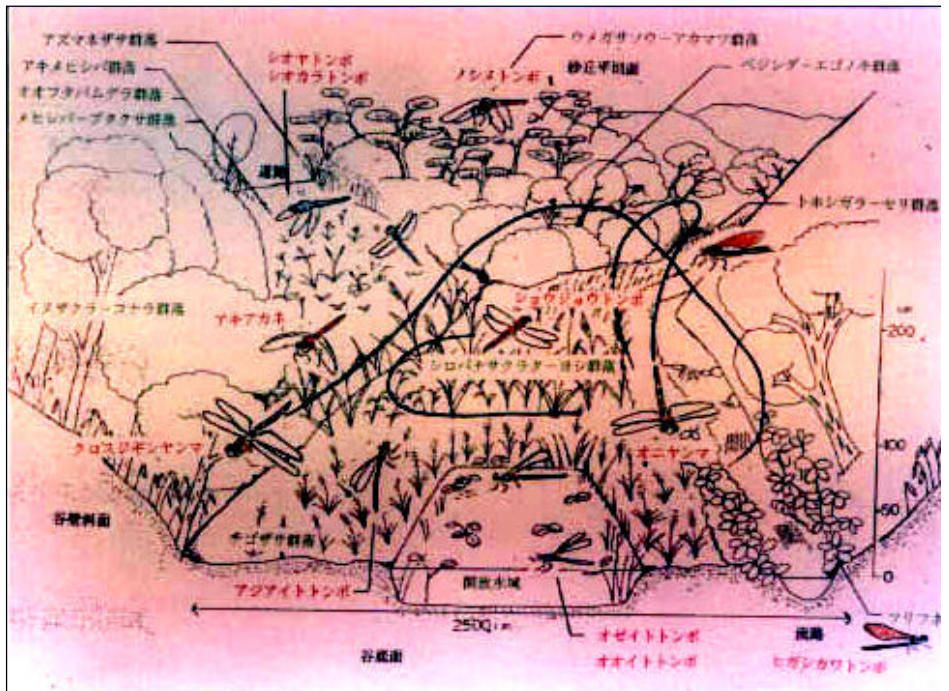 アズマネザサ群落
アキメヒシバ群落
オオフタバムグラ群落
メヒシバーブタクサ群落
シオヤトンボ
シオカラトンボ
ノシメトンボ
ウメガサソウーアカマツ群落
砂丘平坦面
ベジシダーエゴノキ群落
道路
トホシガラーセリ群落
イヌザクラーコナラ群落
アキアカネ
ショウジョウトンボ
シロバナサクラターヨシ群落
cm
200
クロスジギンヤンマ
オニヤンマ
100
谷壁斜面
50
チゴザサ群落
開放水域
0
アジアイトトンボ
2500cm
オゼイトトンボ
オオイトトンボ
流路
谷底面
ヒガシカワトンボ